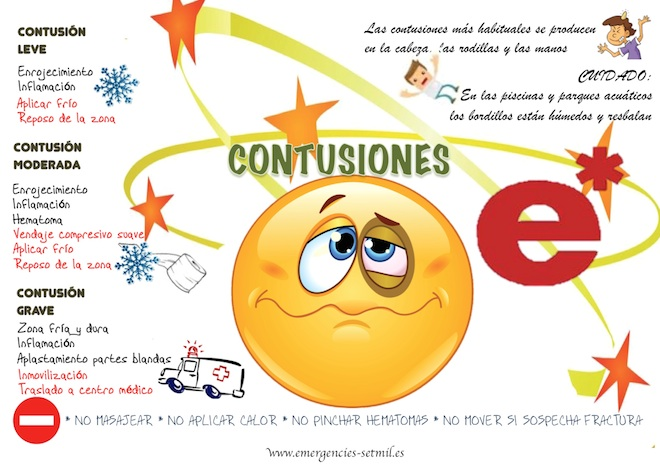 CONTUSIÓN
LEVE
Enrojecimiento
Inflamación
Aplicar frío
Reposo de la zona
CONTUSIÓN
MODERADA
Enrojecimiento
Inflamación
Hematoma
Vendaje compresivo suave
Aplicar frío
Reposo de la zona
CONTUSIÓN
GRAVE
Zona fría y dura
Inflamación
Aplastamiento partes blandas
Inmovilización
Traslado a centro médico
Las contusiones más habituales se producen
en la cabeza, las rodillas y las manos
CUIDADO:
En las piscinas y parques acuáticos
los bordillos están húmedos y resbalan
CONTUSIONES
e*
* NO MASAJEAR * NO APLICAR CALOR * NO PINCHAR HEMATOMAS * NO MOVER SI SOSPECHA FRACTURA
www.emergencies-setmil.es